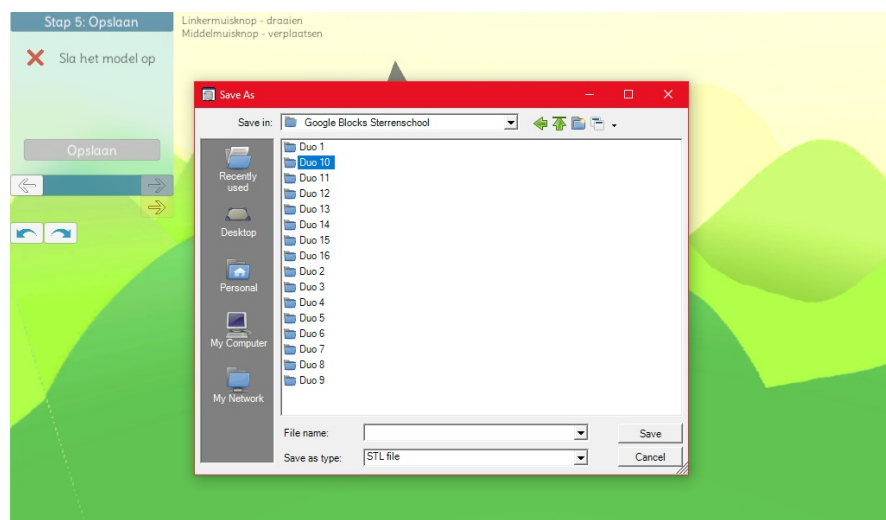 Stap 5: Opslaan
Sla het model op
Opslaan
Linkermuisknop - draaien
Middelmuisknop - verplaatsen
Save As
Save in:
Google Blocks Sterrenschool
Recently
used
Desktop
Personal
My Computer
My Network
Duo 1
Duo 10
Duo 11
Duo 12
Duo 13
Duo 14
Duo 15
Duo 16
Duo 2
Duo 3
Duo 4
Duo 5
Duo 6
Duo 7
Duo 8
Duo 9
File name:
Save
Save as type:
STL file
Cancel